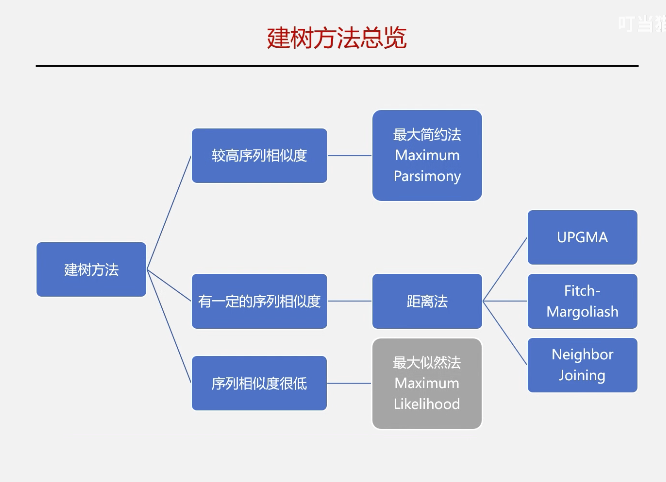 建树方法总览
建树方法
较高序列相似度
最大简约法
Maximum
Parsimony
有一定的序列相似度
距离法
UPGMA
Fitch-
Margoliash
Neighbor
Joining
序列相似度很低
最大似然法
Maximum
Likelihood
叮当